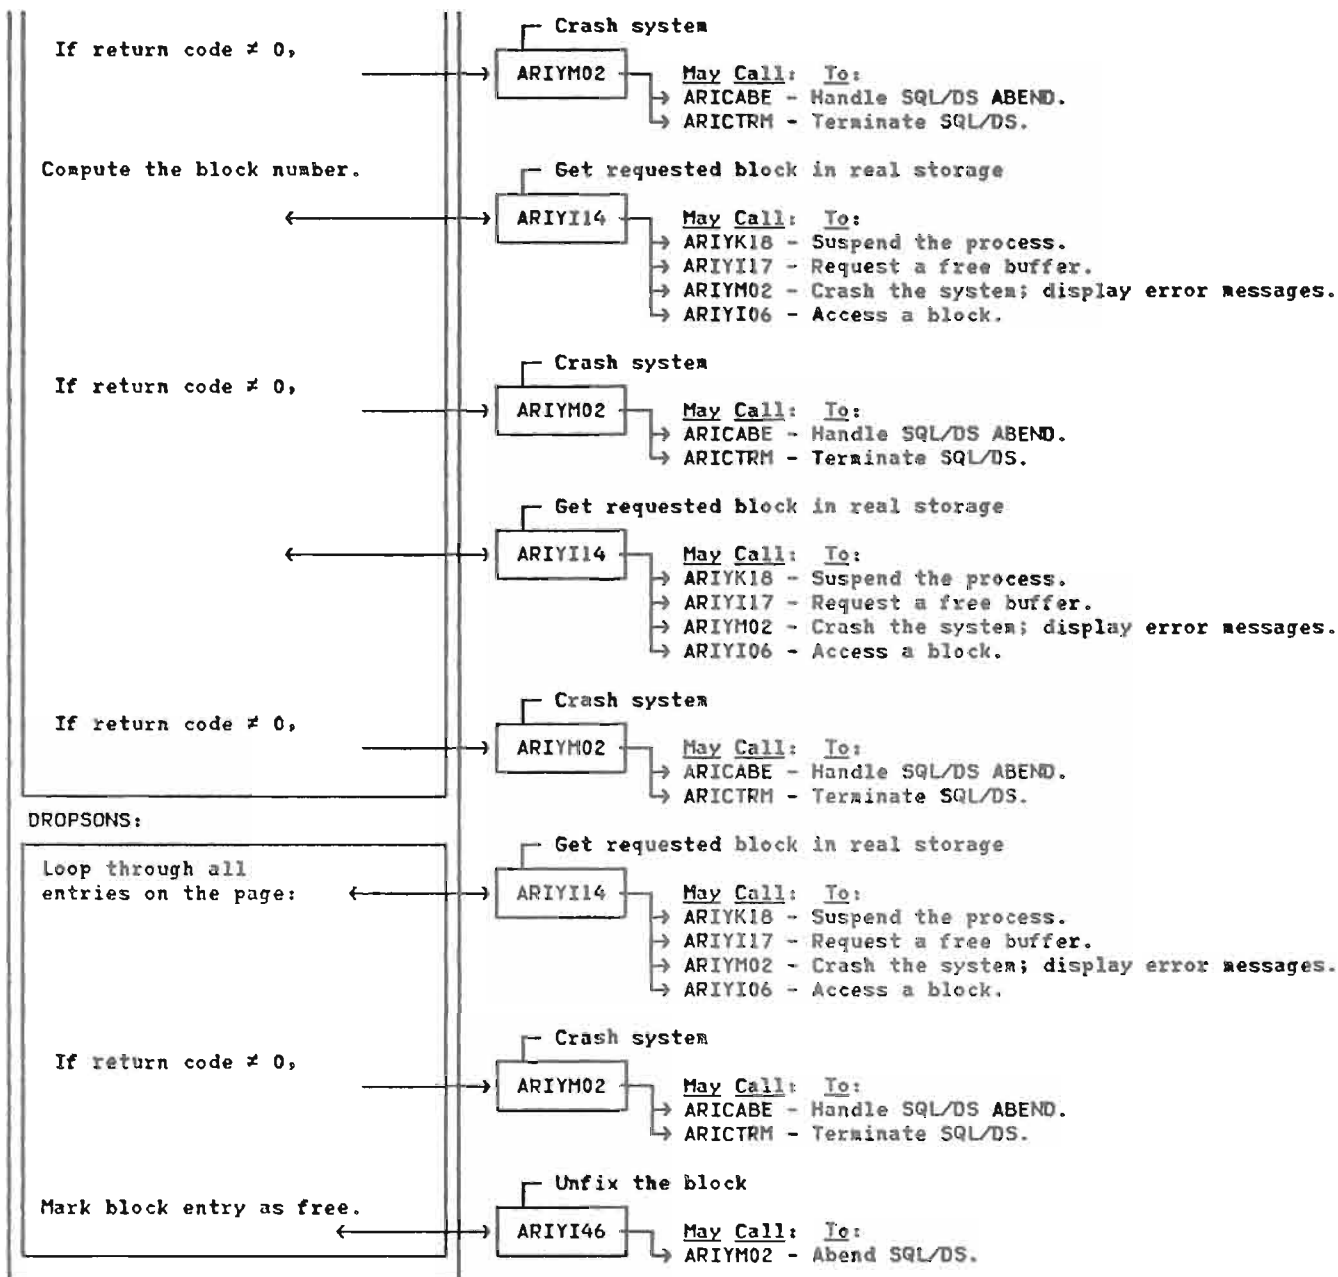 Crash system
If return code ≠ 0,
ARIYM02 May Call: To:
ARICABE - Handle SQL/DS ABEND.
ARICTRM - Terminate SQL/DS.
Compute the block number. Get requested block in real storage
ARIYI14 May Call: To:
ARIYK18 - Suspend the process.
ARIYI17 - Request a free buffer.
ARIYM02 - Crash the system; display error messages.
ARIYI06 - Access a block.
Crash system
If return code ≠ 0,
ARIYM02 May Call: To:
ARICABE - Handle SQL/DS ABEND.
ARICTRM - Terminate SQL/DS.
Get requested block in real storage
ARIYI14 May Call: To:
ARIYK18 - Suspend the process.
ARIYI17 - Request a free buffer.
ARIYM02 - Crash the system; display error messages.
ARIYI06 - Access a block.
Crash system
If return code ≠ 0,
ARIYM02 May Call: To:
ARICABE - Handle SQL/DS ABEND.
ARICTRM - Terminate SQL/DS.
DROPSONS:
Get requested block in real storage
Loop through all
entries on the page: ARIYI14 May Call: To:
ARIYK18 - Suspend the process.
ARIYI17 - Request a free buffer.
ARIYM02 - Crash the system; display error messages.
ARIYI06 - Access a block.
Crash system
If return code ≠ 0,
ARIYM02 May Call: To:
ARICABE - Handle SQL/DS ABEND.
ARICTRM - Terminate SQL/DS.
Unfix the block
Mark block entry as free.
ARIYI46 May Call: To:
ARIYM02 - Abend SQL/DS.